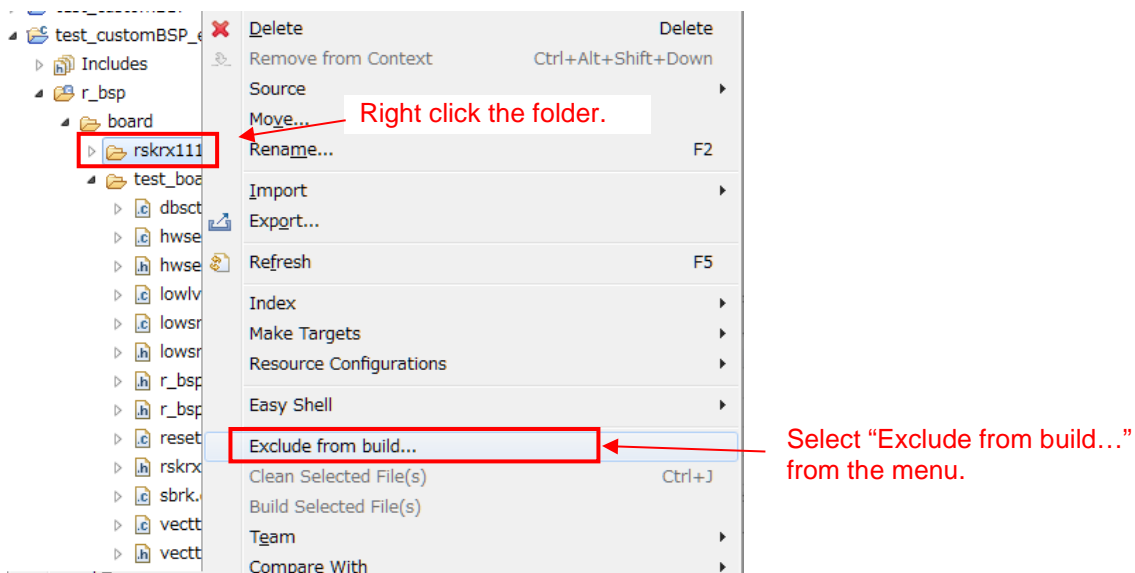 test_customBSP_e
Includes
r_bsp
board
rskrx111
test_boa
dbsct
hwse
hwse
lowlv
lowsr
lowsr
r_bsp
r_bsp
reset
rskrx
sbrk.
vectt
vectt
Delete Delete
Remove from Context Ctrl+Alt+Shift+Down
Source
Move...
Rename... F2
Import
Export...
Refresh F5
Index
Make Targets
Resource Configurations
Easy Shell
Exclude from build...
Clean Selected File(s) Ctrl+J
Build Selected File(s)
Team
Compare With
Right click the folder.
Select “Exclude from build…”
from the menu.